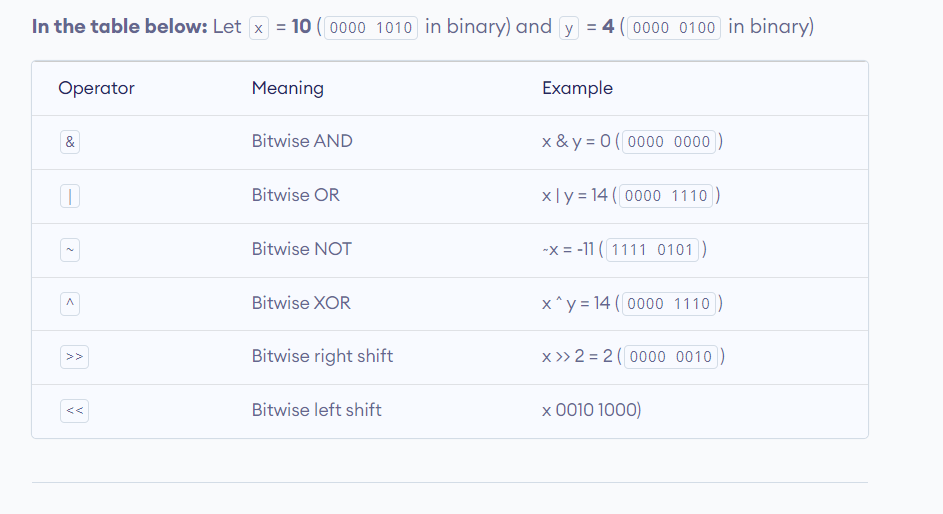 In the table below: Let x = 10 ( 0000 1010 in binary) and y = 4 ( 0000 0100 in binary)
Operator Meaning Example
& Bitwise AND x & y = 0 ( 0000 0000 )
| Bitwise OR x | y = 14 ( 0000 1110 )
~ Bitwise NOT ~x = -11 ( 1111 0101 )
^ Bitwise XOR x ^ y = 14 ( 0000 1110 )
>> Bitwise right shift x >> 2 = 2 ( 0000 0010 )
<< Bitwise left shift x 0010 1000)